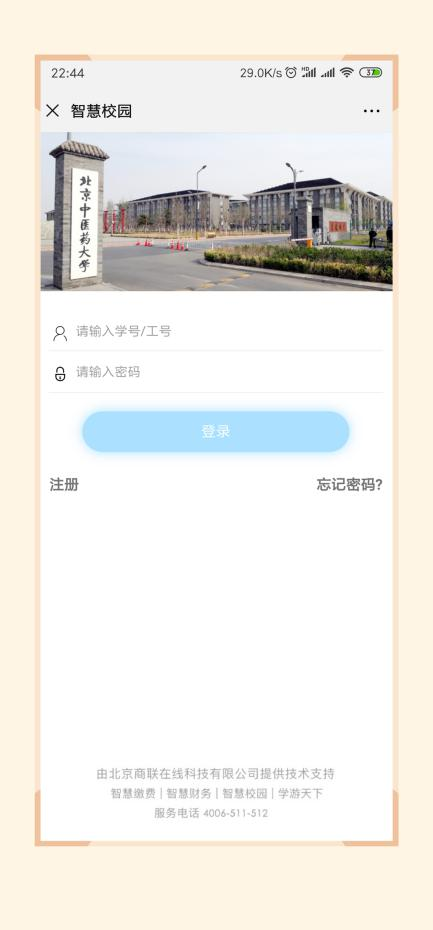 22:44 29.0K/s HD 37
智慧校园
北京中医药大学
请输入学号/工号
请输入密码
登录
注册 忘记密码?
由北京商联在线科技有限公司提供技术支持
智慧缴费 | 智慧财务 | 智慧校园 | 学游天下
服务电话 4006-511-512